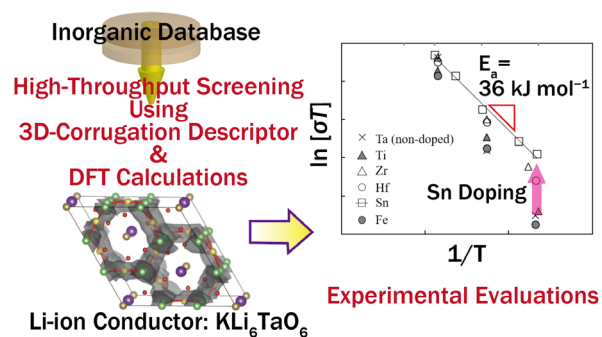 Inorganic Database
High-Throughput Screening
Using
3D-Corrugation Descriptor
&
DFT Calculations
Li-ion Conductor: KLi₆TaO₆
ln [σT]
Eₐ =
36 kJ mol⁻¹
Ta (non-doped)
Ti
Zr
Hf
Sn
Fe
Sn Doping
1/T
Experimental Evaluations